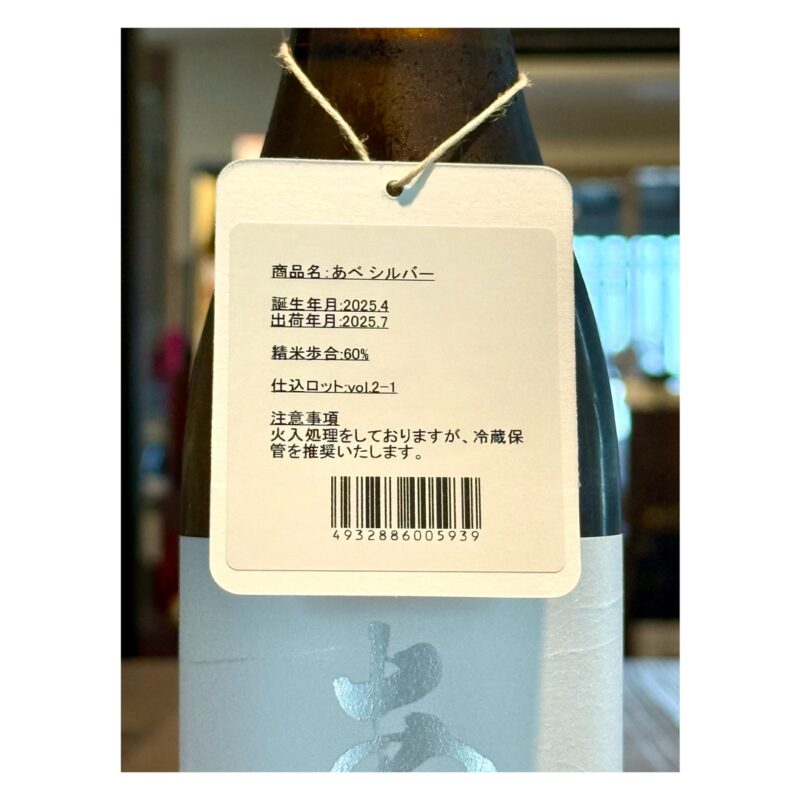 商品名:あべ シルバー
誕生年月:2025.4
出荷年月:2025.7
精米歩合:60%
仕込ロット:vol.2-1
注意事項
火入処理をしておりますが、冷蔵保
管を推奨いたします。
4932886005939
あ